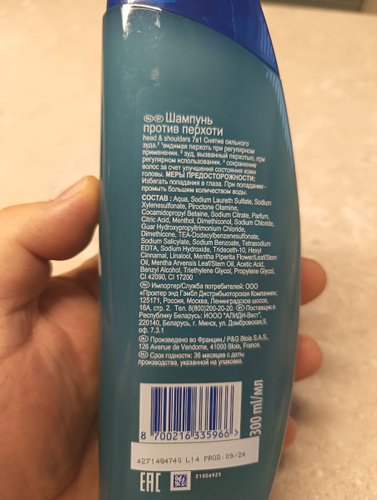 Шампунь
против перхоти
head & shoulders 7в1 Снятие сильного
зуда.³ ¹видимая перхоть при регулярном
применении. ² зуд, вызванный перхотью, при
регулярном использовании. ³ сохранение
волос за счет улучшения состояния кожи
головы. МЕРЫ ПРЕДОСТОРОЖНОСТИ:
Избегать попадания в глаза. При попадании -
промыть большим количеством воды.
СОСТАВ : Aqua, Sodium Laureth Sulfate, Sodium
Xylenesulfonate, Piroctone Olamine,
Cocamidopropyl Betaine, Sodium Citrate, Parfum,
Citric Acid, Menthol, Dimethiconol, Sodium Chloride,
Guar Hydroxypropyltrimonium Chloride,
Dimethicone, TEA-Dodecylbenzenesulfonate,
Sodium Salicylate, Sodium Benzoate, Tetrasodium
EDTA, Sodium Hydroxide, Trideceth-10, Hexyl
Cinnamal, Linalool, Mentha Piperita Flower/Leaf/Stem
Oil, Mentha Arvensis Leaf/Stem Oil, Acetic Acid,
Benzyl Alcohol, Triethylene Glycol, Propylene Glycol,
CI 42090, CI 17200
Импортер/Служба потребителей: ООО
«Проктер энд Гэмбл Дистрибьюторская Компания»,
125171, Россия, Москва, Ленинградское шоссе,
16А, стр. 2. Тел. 8(800)200-20-20. Поставщик в
Республику Беларусь: ИООО "АЛИДИ-Вест",
220140, Беларусь, г. Минск, ул. Домбровская,9,
оф. 7.3.1
Произведено во Франции./ P&G Blois S.A.S.,
126 Avenue de Vendome, 41000 Blois, France.
Срок годности: 36 месяцев с даты
производства, указанной на упаковке.
300 ml/мл
8 700216 335966
4271464740 L14 PROD 09/24
EAC
21006925